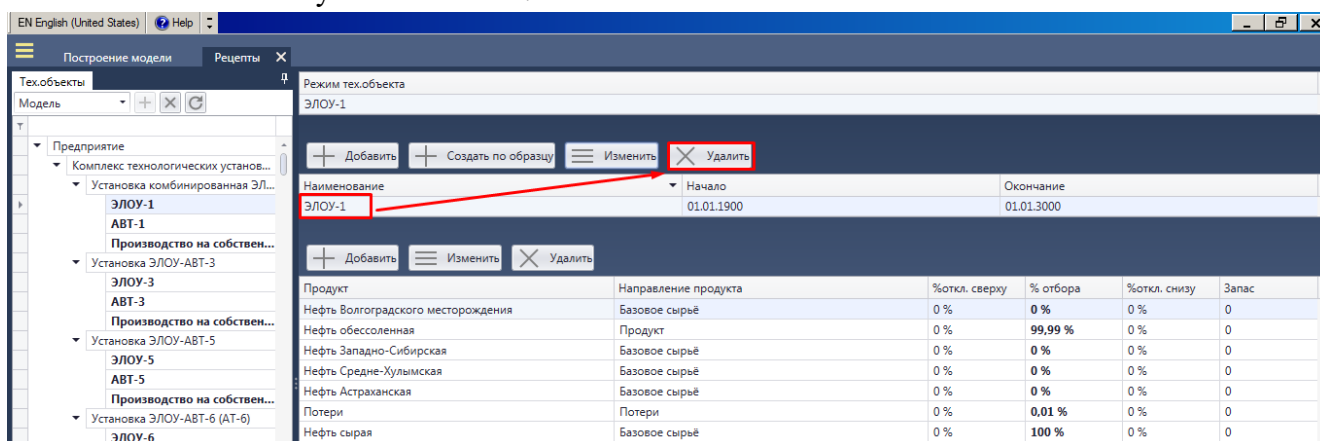 EN English (United States) Help
Построение модели Рецепты
Тех.объекты
Модель
Предприятие
Комплекс технологических установ...
Установка комбинированная ЭЛ...
ЭЛОУ-1
АВТ-1
Производство на собствен...
Установка ЭЛОУ-АВТ-3
ЭЛОУ-3
АВТ-3
Производство на собствен...
Установка ЭЛОУ-АВТ-5
ЭЛОУ-5
АВТ-5
Производство на собствен...
Установка ЭЛОУ-АВТ-6 (АТ-6)
ЭЛОУ-6
Режим тех.объекта
ЭЛОУ-1
Добавить Создать по образцу Изменить Удалить
Наименование Начало Окончание
ЭЛОУ-1 01.01.1900 01.01.3000
Добавить Изменить Удалить
Продукт Направление продукта %откл. сверху % отбора %откл. снизу Запас
Нефть Волгоградского месторождения Базовое сырьё 0 % 0 % 0 % 0
Нефть обессоленная Продукт 0 % 99,99 % 0 % 0
Нефть Западно-Сибирская Базовое сырьё 0 % 0 % 0 % 0
Нефть Средне-Хулымская Базовое сырьё 0 % 0 % 0 % 0
Нефть Астраханская Базовое сырьё 0 % 0 % 0 % 0
Потери Потери 0 % 0,01 % 0 % 0
Нефть сырая Базовое сырьё 0 % 100 % 0 % 0